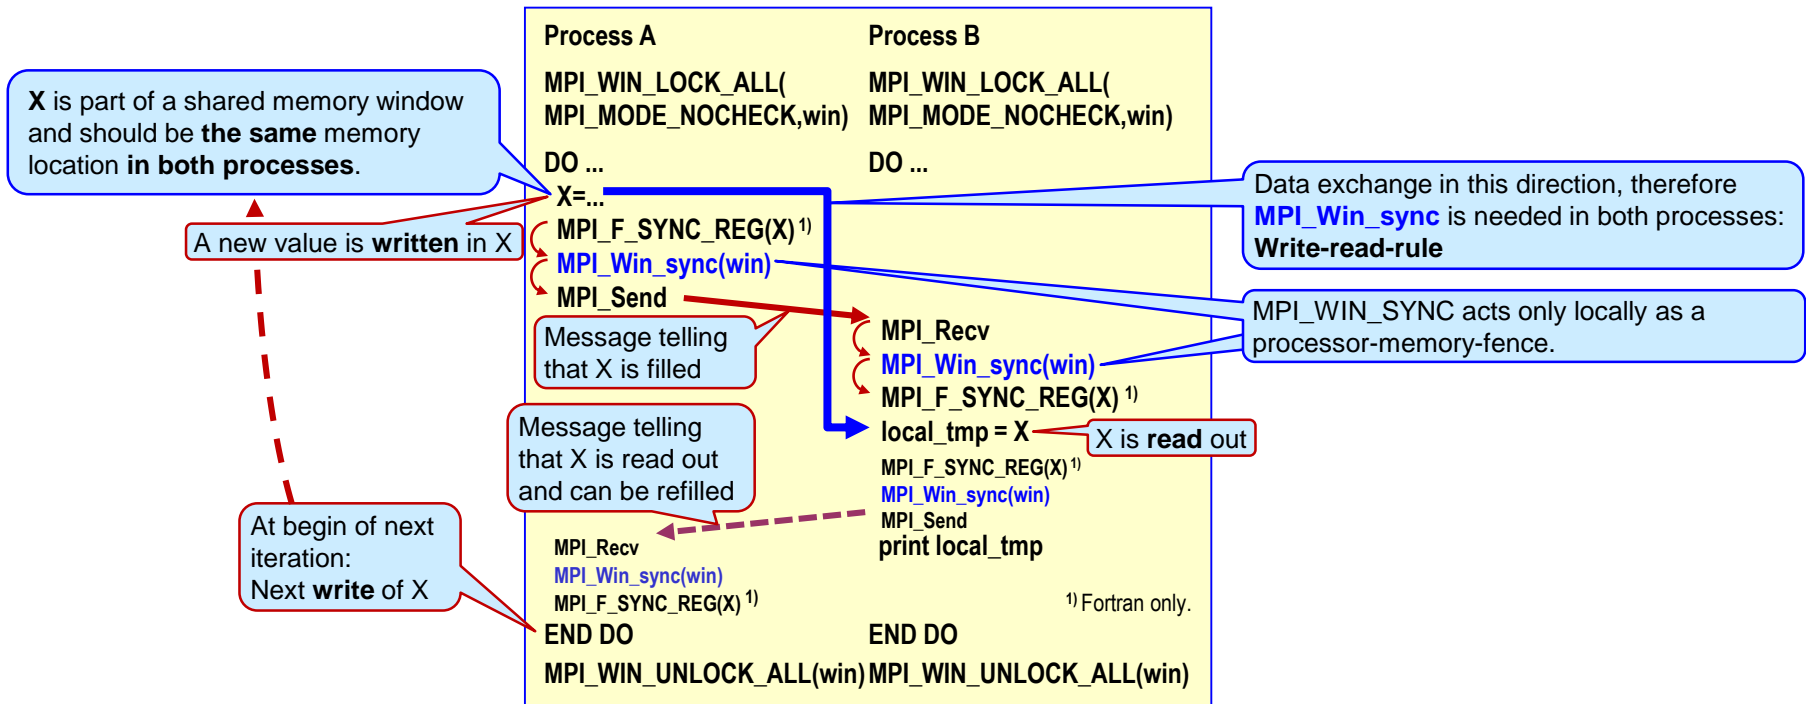 Process A
Process B
MPI_WIN_LOCK_ALL(
MPI_MODE_NOCHECK,win)
MPI_WIN_LOCK_ALL(
MPI_MODE_NOCHECK,win)
X is part of a shared memory window
and should be the same memory
location in both processes.
DO ...
DO ...
X=...
A new value is written in X
MPI_F_SYNC_REG(X) 1)
MPI_Win_sync(win)
MPI_Send
Data exchange in this direction, therefore
MPI_Win_sync is needed in both processes:
Write-read-rule
MPI_WIN_SYNC acts only locally as a
processor-memory-fence.
Message telling
that X is filled
MPI_Recv
MPI_Win_sync(win)
MPI_F_SYNC_REG(X) 1)
local_tmp = X
X is read out
Message telling
that X is read out
and can be refilled
MPI_F_SYNC_REG(X) 1)
MPI_Win_sync(win)
MPI_Send
print local_tmp
At begin of next
iteration:
Next write of X
MPI_Recv
MPI_Win_sync(win)
MPI_F_SYNC_REG(X) 1)
1) Fortran only.
END DO
END DO
MPI_WIN_UNLOCK_ALL(win)
MPI_WIN_UNLOCK_ALL(win)